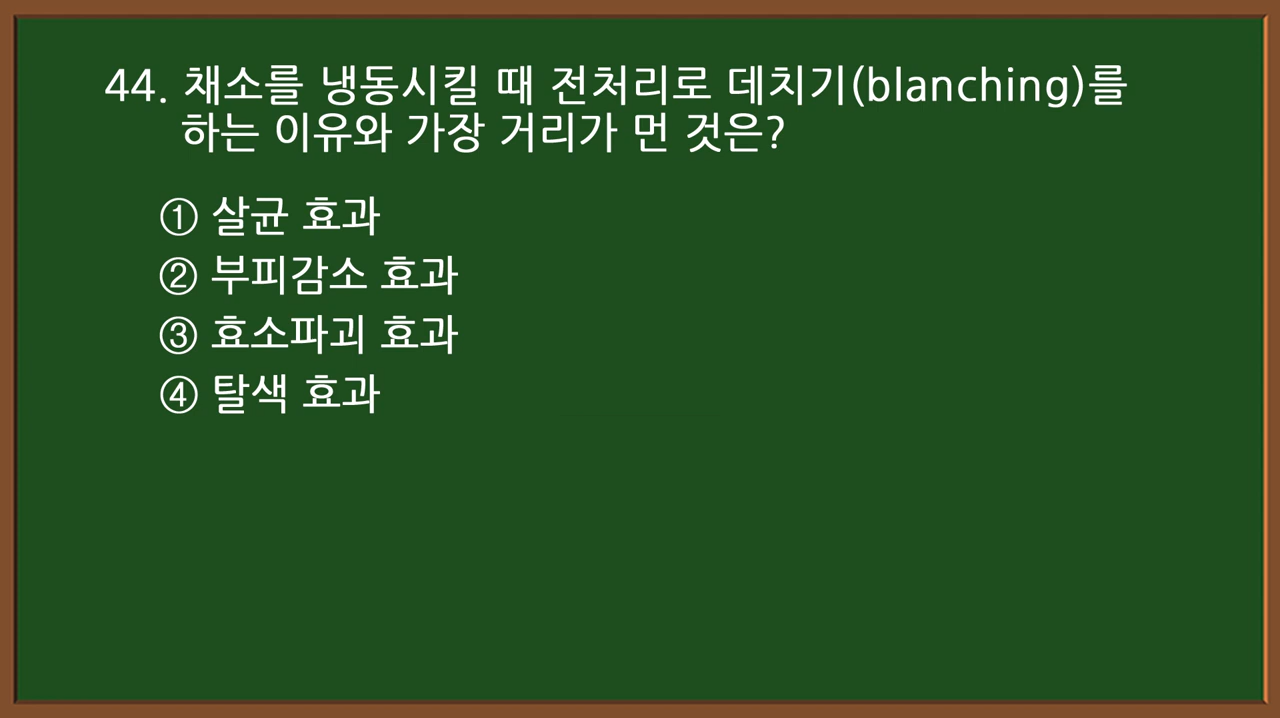 44. 채소를 냉동시킬 때 전처리로 데치기(blanching)를
하는 이유와 가장 거리가 먼 것은?
① 살균 효과
② 부피감소 효과
③ 효소파괴 효과
④ 탈색 효과